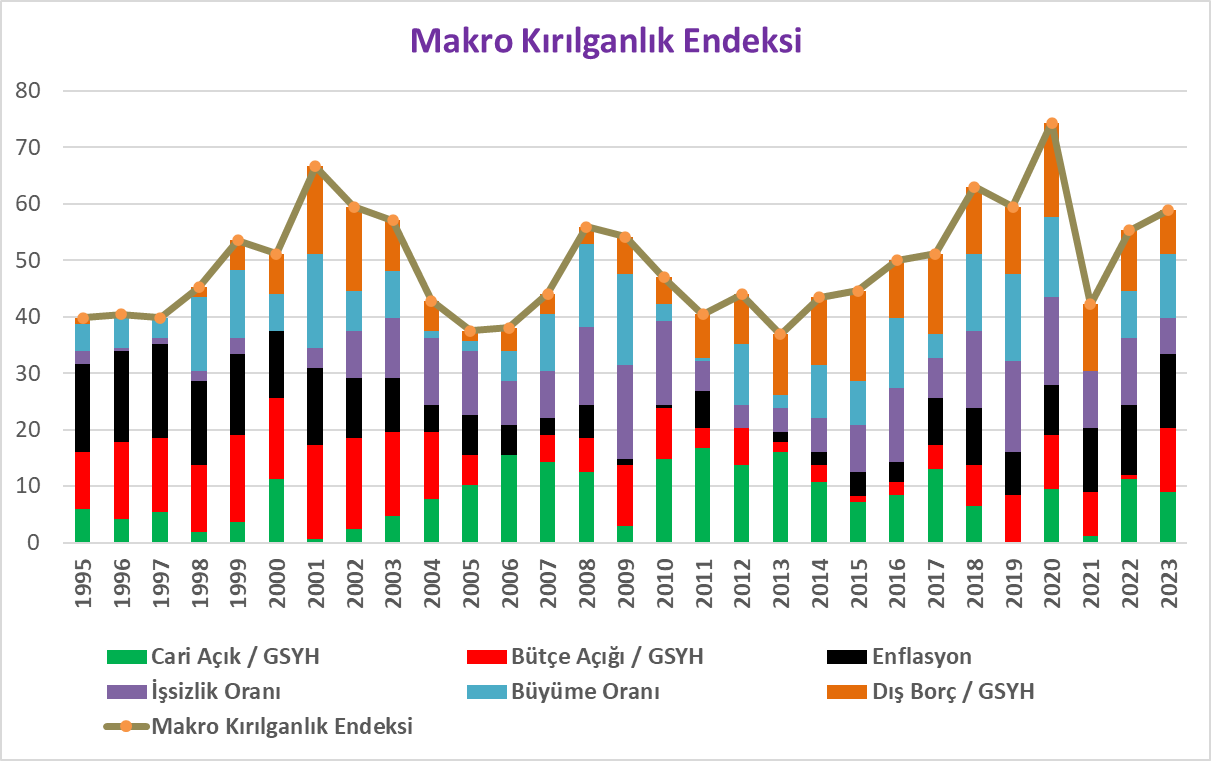 Makro Kırılganlık Endeksi
80
70
60
50
40
30
20
10
0
1995 1996 1997 1998 1999 2000 2001 2002 2003 2004 2005 2006 2007 2008 2009 2010 2011 2012 2013 2014 2015 2016 2017 2018 2019 2020 2021 2022 2023
Cari Açık / GSYH Bütçe Açığı / GSYH Enflasyon
İşsizlik Oranı Büyüme Oranı Dış Borç / GSYH
Makro Kırılganlık Endeksi